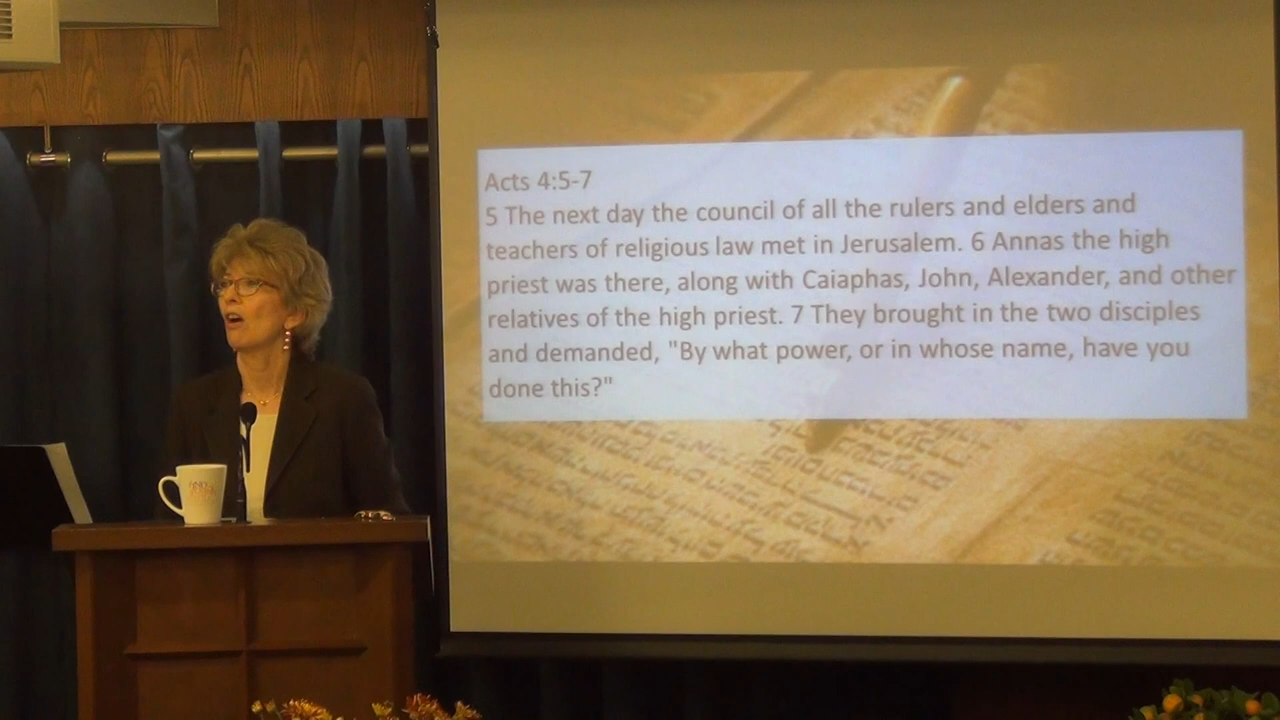 Acts 4:5-7
5 The next day the council of all the rulers and elders and
teachers of religious law met in Jerusalem. 6 Annas the high
priest was there, along with Caiaphas, John, Alexander, and other
relatives of the high priest. 7 They brought in the two disciples
and demanded, "By what power, or in whose name, have you
done this?"